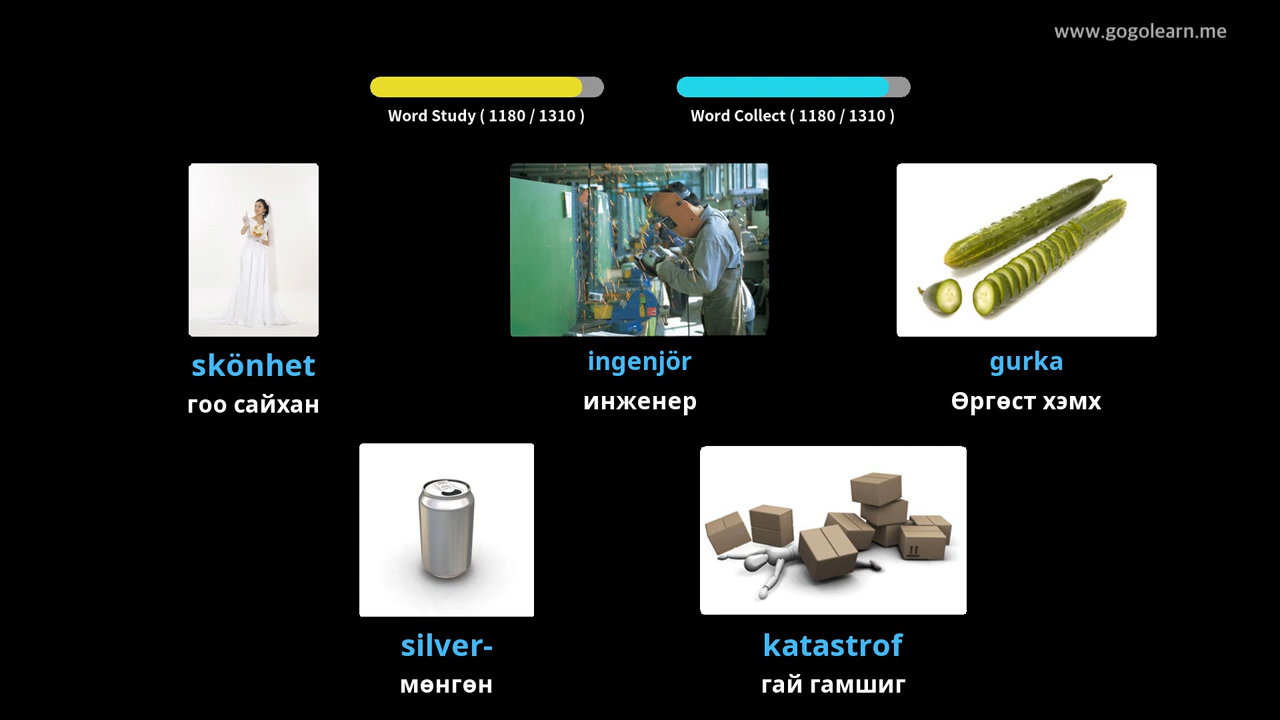 www.gogolearn.me
Word Study ( 1180 / 1310 )
Word Collect ( 1180 / 1310 )
skönhet
гоо сайхан
ingenjör
инженер
gurka
Өргөст хэмх
silver-
мөнгөн
katastrof
гай гамшиг